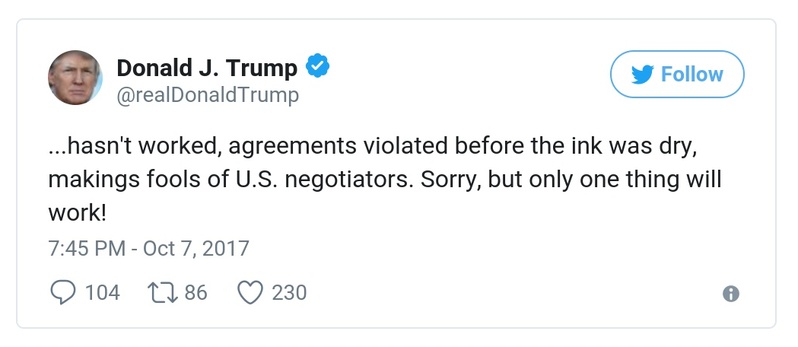 Donald J. Trump
Follow
@realDonaldTrump
...hasn't worked, agreements violated before the ink was dry,
makings fools of U.S. negotiators. Sorry, but only one thing will
work!
7:45 PM - Oct 7, 2017
104 86 230